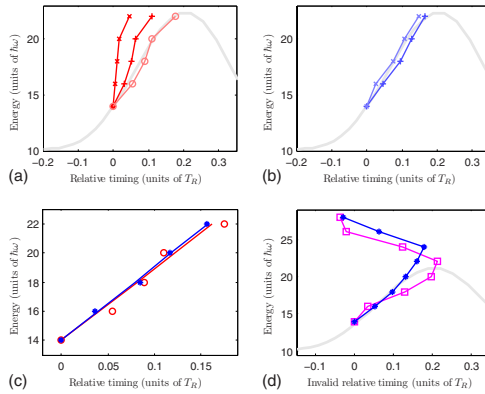 Energy (units of ħω)
20
15
10
−0.2 −0.1 0 0.1 0.2 0.3
(a) Relative timing (units of T_R)
Energy (units of ħω)
20
15
10
−0.2 −0.1 0 0.1 0.2 0.3
(b) Relative timing (units of T_R)
Energy (units of ħω)
22
20
18
16
14
0 0.05 0.1 0.15
(c) Relative timing (units of T_R)
Energy (units of ħω)
25
20
15
10
−0.1 0 0.1 0.2 0.3
(d) Invalid relative timing (units of T_R)